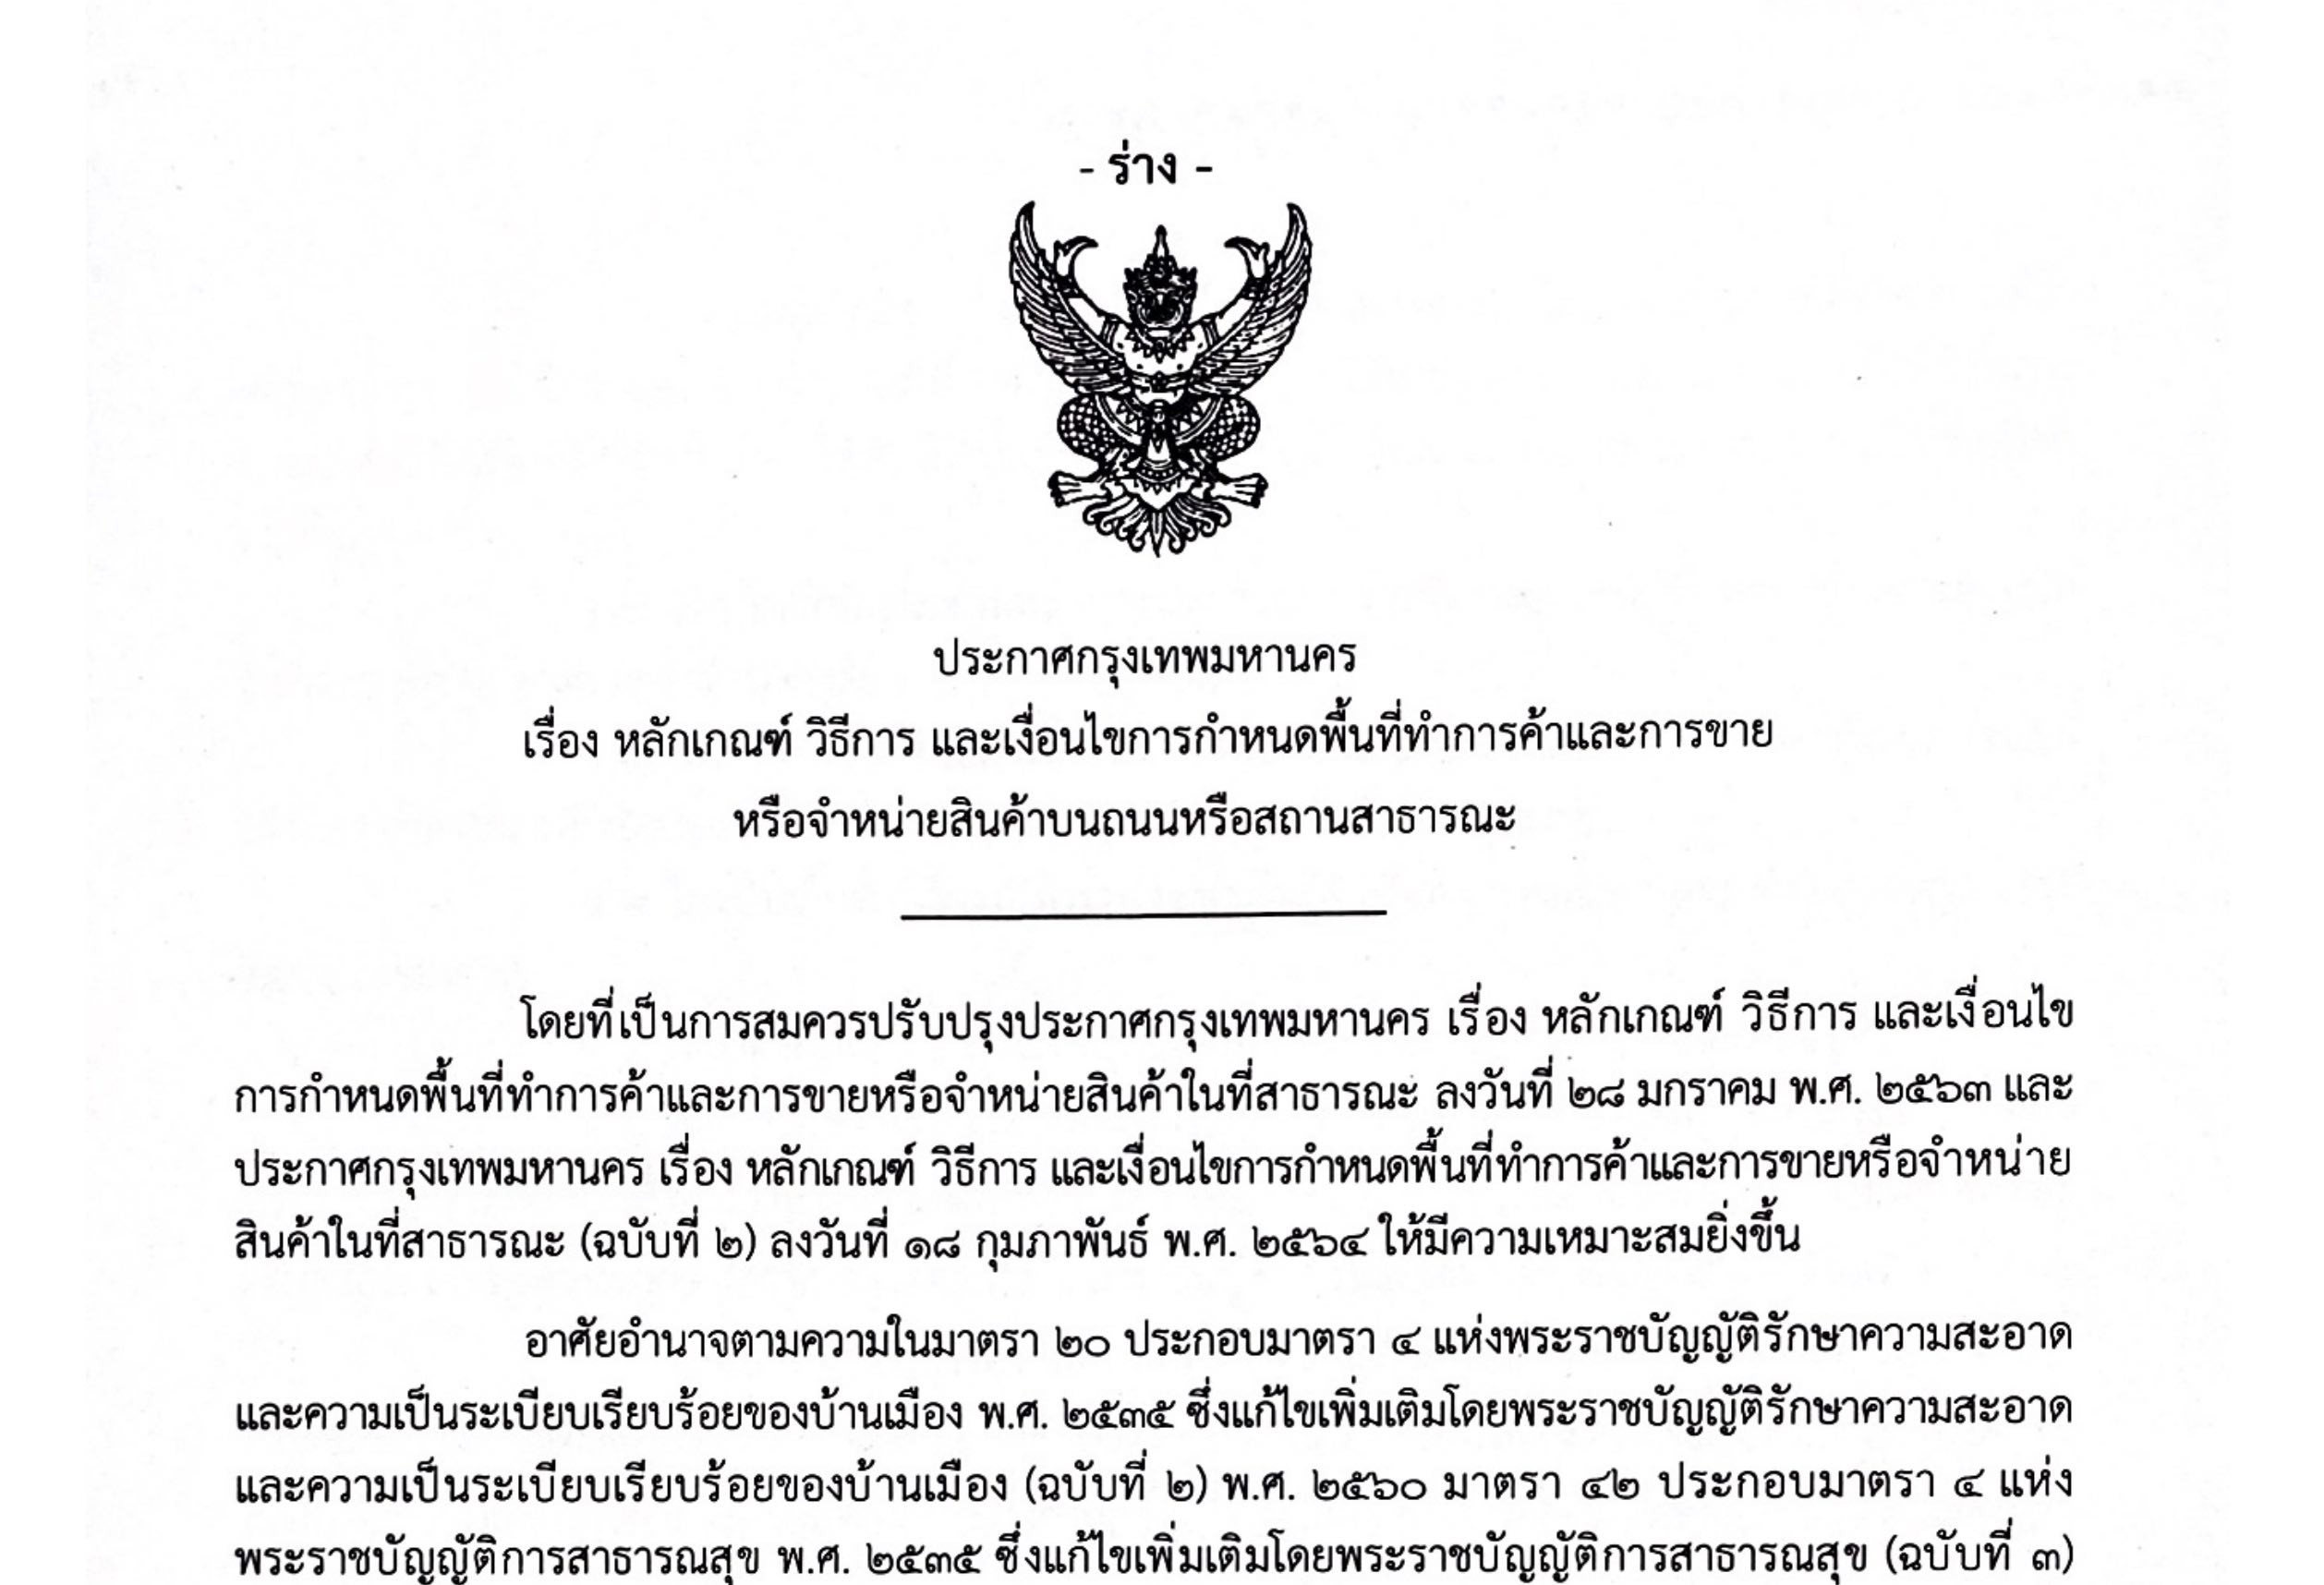 - ร่าง -
ประกาศกรุงเทพมหานคร
เรื่อง หลักเกณฑ์ วิธีการ และเงื่อนไขการกำหนดพื้นที่ทำการค้าและการขาย
หรือจำหน่ายสินค้าบนถนนหรือสถานสาธารณะ
โดยที่เป็นการสมควรปรับปรุงประกาศกรุงเทพมหานคร เรื่อง หลักเกณฑ์ วิธีการ และเงื่อนไข
การกำหนดพื้นที่ทำการค้าและการขายหรือจำหน่ายสินค้าในที่สาธารณะ ลงวันที่ ๒๘ มกราคม พ.ศ. ๒๕๖๓ และ
ประกาศกรุงเทพมหานคร เรื่อง หลักเกณฑ์ วิธีการ และเงื่อนไขการกำหนดพื้นที่ทำการค้าและการขายหรือจำหน่าย
สินค้าในที่สาธารณะ (ฉบับที่ ๒) ลงวันที่ ๑๘ กุมภาพันธ์ พ.ศ. ๒๕๖๔ ให้มีความเหมาะสมยิ่งขึ้น
อาศัยอำนาจตามความในมาตรา ๒๐ ประกอบมาตรา ๔ แห่งพระราชบัญญัติรักษาความสะอาด
และความเป็นระเบียบเรียบร้อยของบ้านเมือง พ.ศ. ๒๕๓๕ ซึ่งแก้ไขเพิ่มเติมโดยพระราชบัญญัติรักษาความสะอาด
และความเป็นระเบียบเรียบร้อยของบ้านเมือง (ฉบับที่ ๒) พ.ศ. ๒๕๖๐ มาตรา ๔๒ ประกอบมาตรา ๔ แห่ง
พระราชบัญญัติการสาธารณสุข พ.ศ. ๒๕๓๕ ซึ่งแก้ไขเพิ่มเติมโดยพระราชบัญญัติการสาธารณสุข (ฉบับที่ ๓)